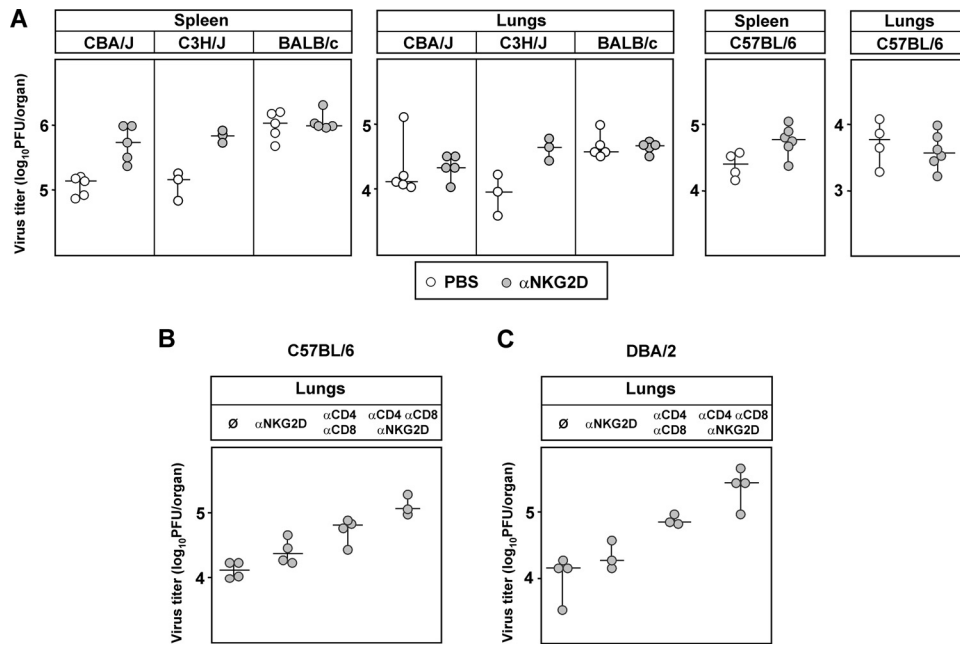 A
Spleen
CBA/J C3H/J BALB/c
Lungs
CBA/J C3H/J BALB/c
Spleen
C57BL/6
Lungs
C57BL/6
Virus titer (log10PFU/organ)
6
5
5
4
5
4
4
3
PBS αNKG2D
B
C57BL/6
Lungs
Ø αNKG2D αCD4 αCD4 αCD8
αCD8 αNKG2D
Virus titer (log10PFU/organ)
5
4
C
DBA/2
Lungs
Ø αNKG2D αCD4 αCD4 αCD8
αCD8 αNKG2D
Virus titer (log10PFU/organ)
5
4